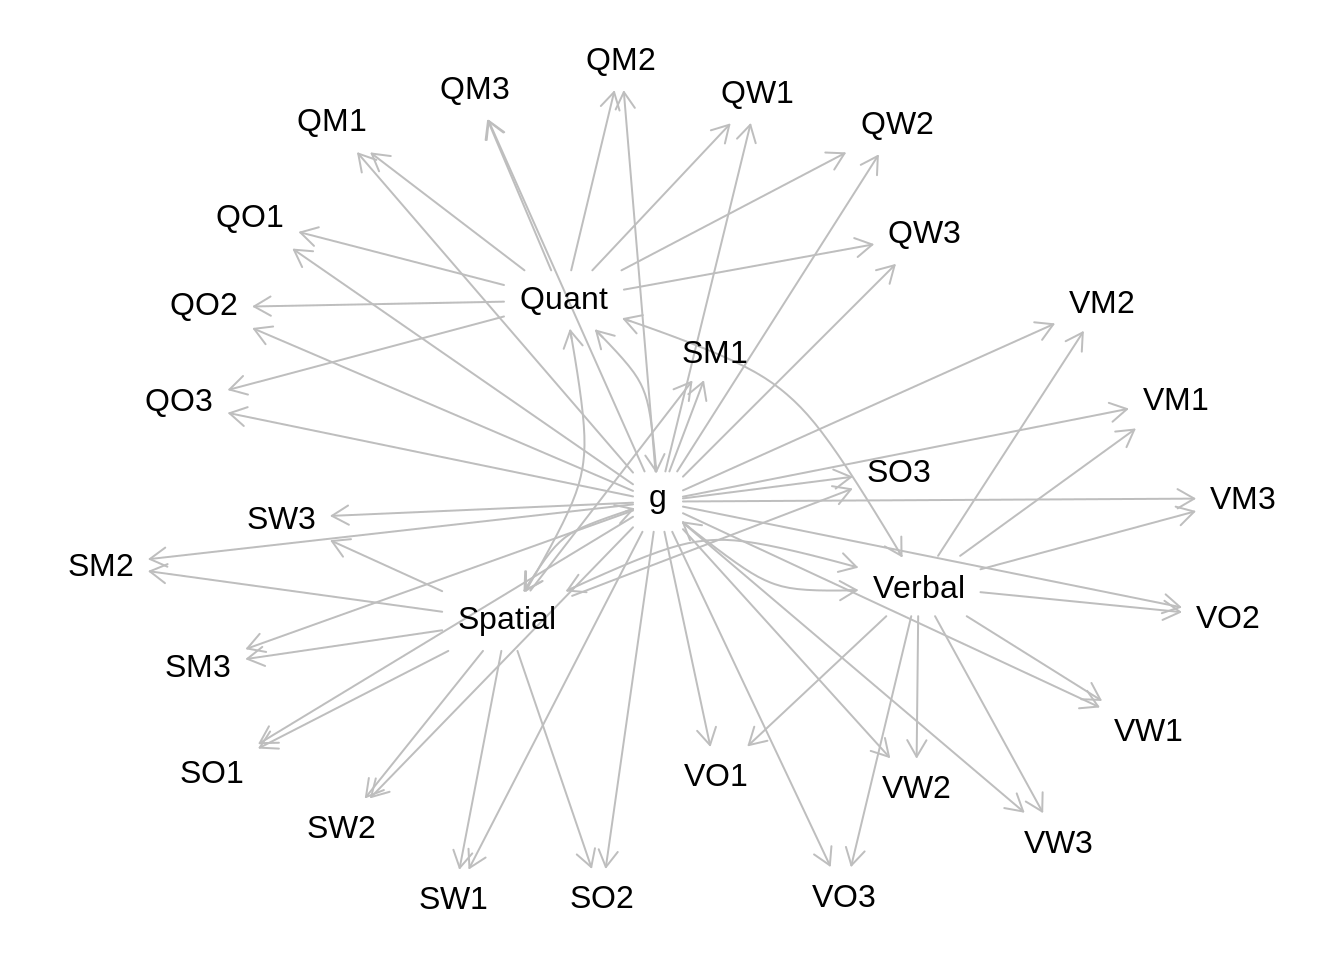 QM2
QM3
QW1
QM1
QW2
QO1
QW3
Quant
QO2
VM2
SM1
QO3
VM1
SO3
g
VM3
SW3
SM2
Verbal
Spatial
VO2
SM3
VW1
SO1
VO1
VW2
SW2
VW3
SW1
SO2
VO3